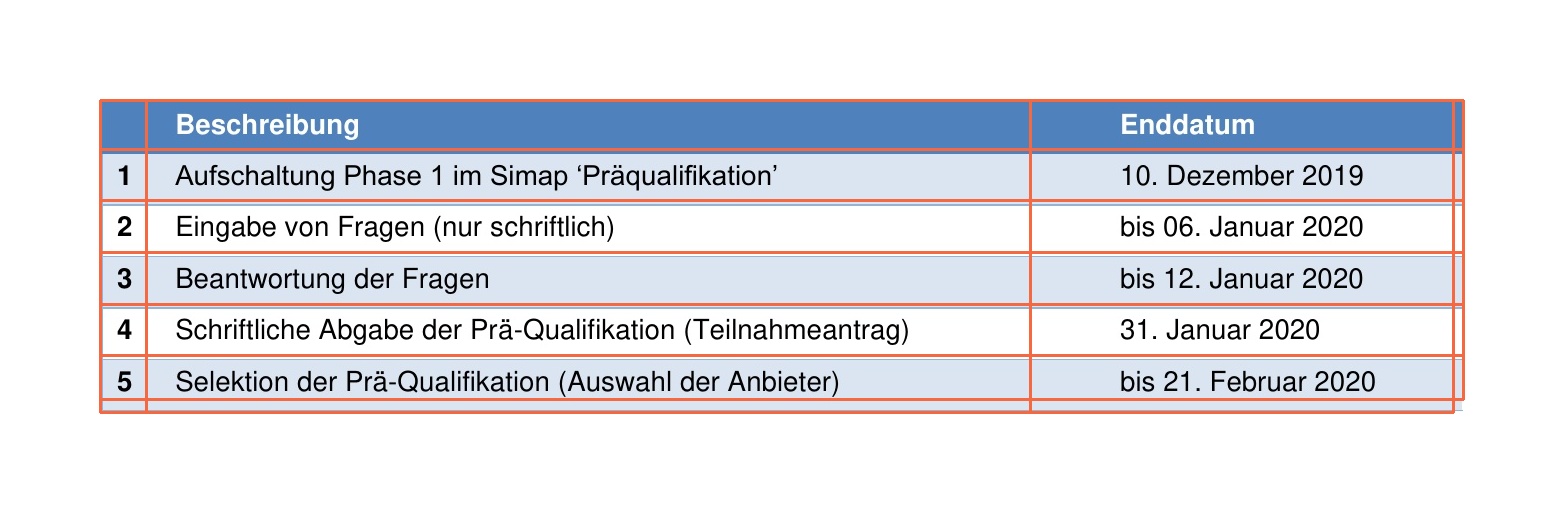 Beschreibung Enddatum
1 Aufschaltung Phase 1 im Simap ‘Präqualifikation’ 10. Dezember 2019
2 Eingabe von Fragen (nur schriftlich) bis 06. Januar 2020
3 Beantwortung der Fragen bis 12. Januar 2020
4 Schriftliche Abgabe der Prä-Qualifikation (Teilnahmeantrag) 31. Januar 2020
5 Selektion der Prä-Qualifikation (Auswahl der Anbieter) bis 21. Februar 2020